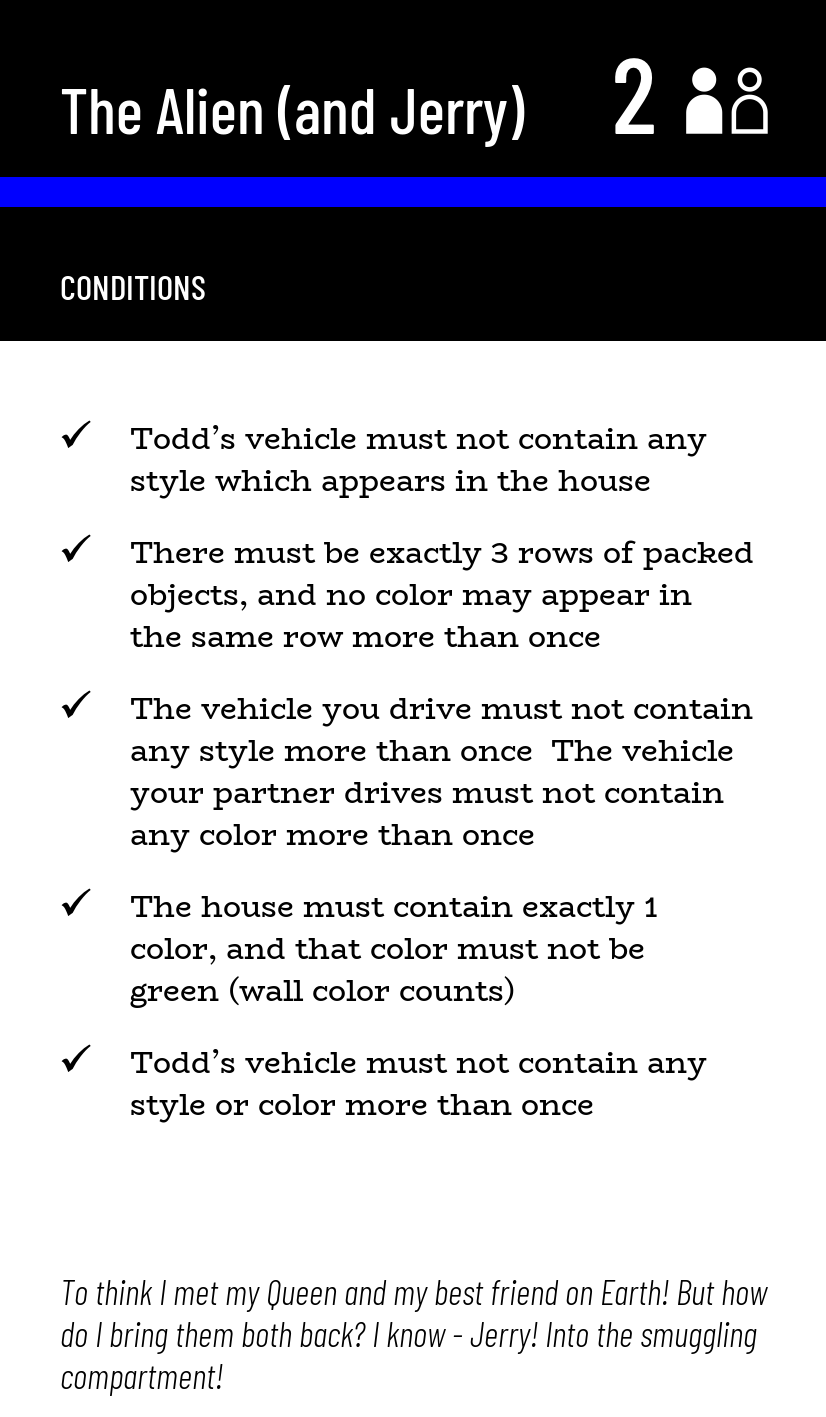 The Alien (and Jerry) 2
CONDITIONS
✓ Todd’s vehicle must not contain any
style which appears in the house
✓ There must be exactly 3 rows of packed
objects, and no color may appear in
the same row more than once
✓ The vehicle you drive must not contain
any style more than once  The vehicle
your partner drives must not contain
any color more than once
✓ The house must contain exactly 1
color, and that color must not be
green (wall color counts)
✓ Todd’s vehicle must not contain any
style or color more than once
To think I met my Queen and my best friend on Earth! But how
do I bring them both back? I know - Jerry! Into the smuggling
compartment!